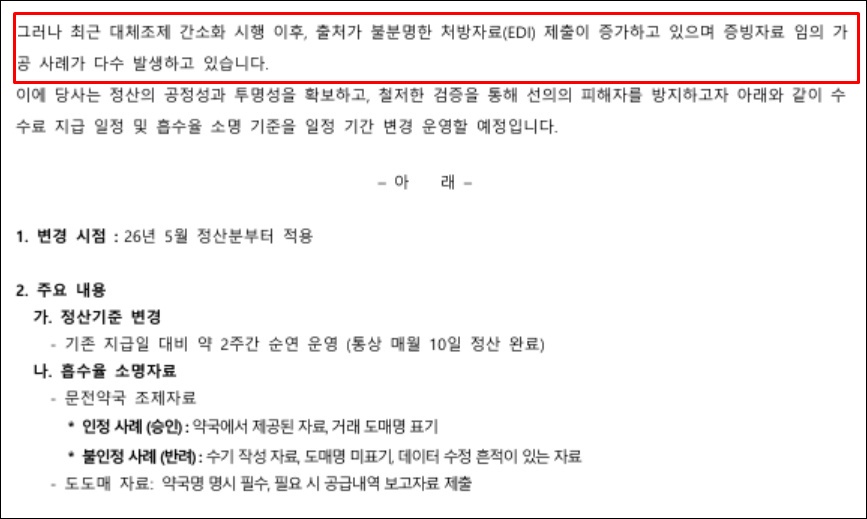 그러나 최근 대체조제 간소화 시행 이후, 출처가 불분명한 처방자료(EDI) 제출이 증가하고 있으며 증빙자료 임의 가
공 사례가 다수 발생하고 있습니다.
이에 당사는 정산의 공정성과 투명성을 확보하고, 철저한 검증을 통해 선의의 피해자를 방지하고자 아래와 같이 수
수료 지급 일정 및 흡수율 소명 기준을 일정 기간 변경 운영할 예정입니다.
– 아 래 –
1. 변경 시점 : 26년 5월 정산분부터 적용
2. 주요 내용
가. 정산기준 변경
- 기존 지급일 대비 약 2주간 순연 운영 (통상 매월 10일 정산 완료)
나. 흡수율 소명자료
- 문전약국 조제자료
* 인정 사례 (승인) : 약국에서 제공된 자료, 거래 도매명 표기
* 불인정 사례 (반려) : 수기 작성 자료, 도매명 미표기, 데이터 수정 흔적이 있는 자료
- 도도매 자료: 약국명 명시 필수, 필요 시 공급내역 보고자료 제출